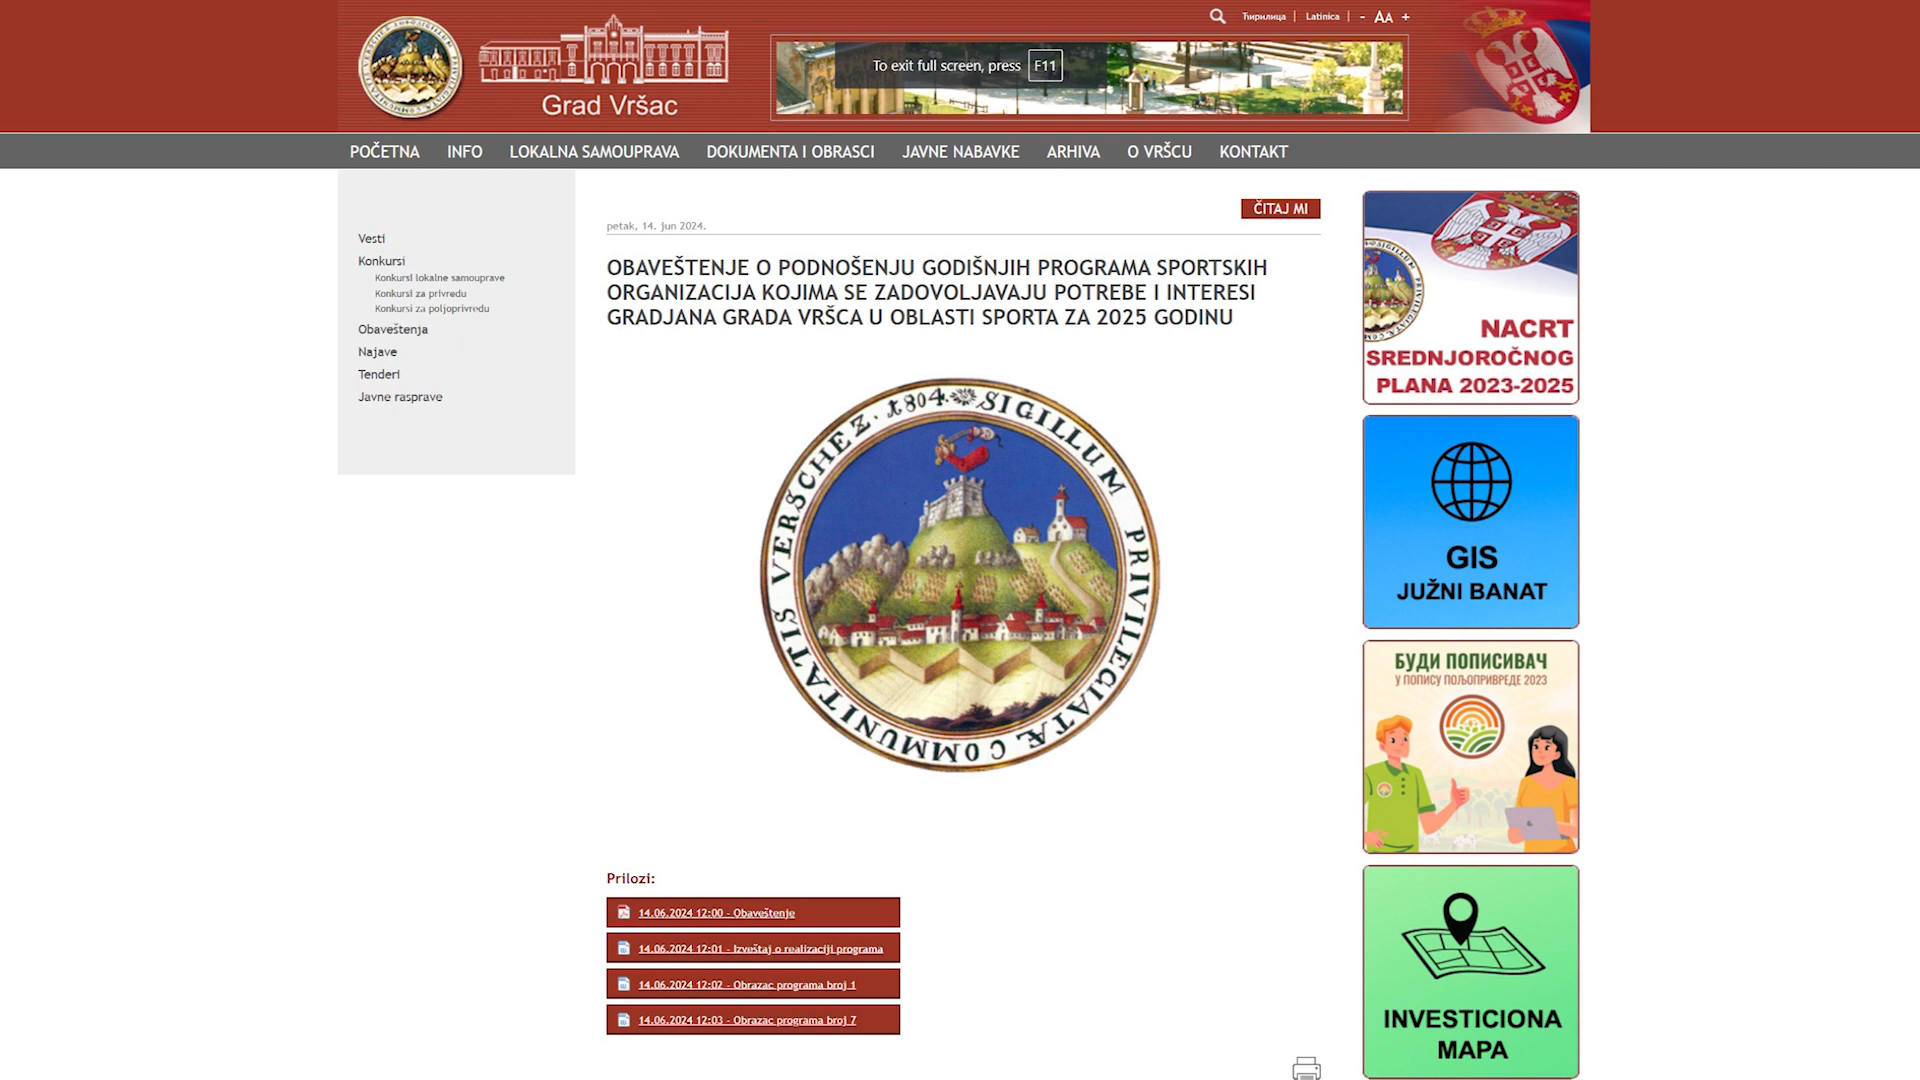 Ћирилица | Latinica | - AA +
To exit full screen, press F11
Grad Vršac
POČETNA INFO LOKALNA SAMOUPRAVA DOKUMENTA I OBRASCI JAVNE NABAVKE ARHIVA O VRŠCU KONTAKT
Vesti
Konkursi
Konkursi lokalne samouprave
Konkursi za privredu
Konkursi za poljoprivredu
Obaveštenja
Najave
Tenderi
Javne rasprave
ČITAJ MI
petak, 14. jun 2024.
OBAVEŠTENJE O PODNOŠENJU GODIŠNJIH PROGRAMA SPORTSKIH
ORGANIZACIJA KOJIMA SE ZADOVOLJAVAJU POTREBE I INTERESI
GRADJANA GRADA VRŠCA U OBLASTI SPORTA ZA 2025 GODINU
1804. SIGILLUM PRIVILEGIATÆ COMMUNITATIS VERSCHEZ.
Prilozi:
14.06.2024 12:00 - Obaveštenje
14.06.2024 12:01 - Izveštaj o realizaciji programa
14.06.2024 12:02 - Obrazac programa broj 1
14.06.2024 12:03 - Obrazac programa broj 7
NACRT
SREDNJOROČNOG
PLANA 2023-2025
GIS
JUŽNI BANAT
БУДИ ПОПИСИВАЧ
У ПОПИСУ ПОЉОПРИВРЕДЕ 2023
INVESTICIONA
MAPA